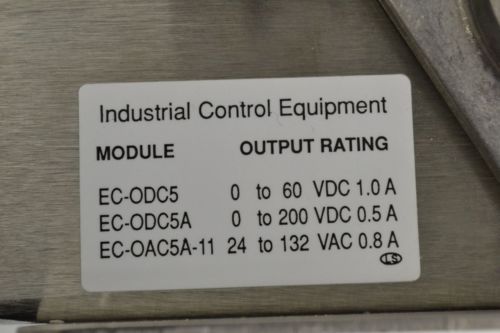 Industrial Control Equipment
MODULE OUTPUT RATING
EC-ODC5 0 to 60 VDC 1.0 A
EC-ODC5A 0 to 200 VDC 0.5 A
EC-OAC5A-11 24 to 132 VAC 0.8 A
LS